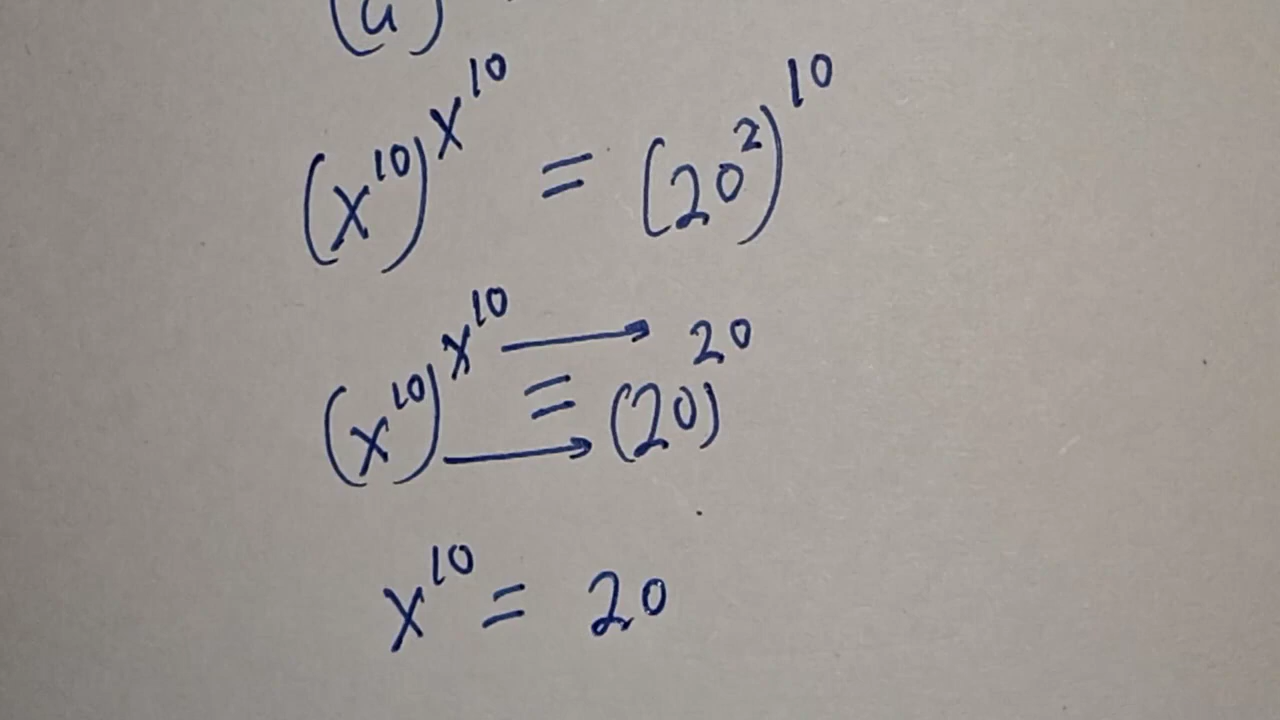 (x^10)^x^10 = (20^2)^10
(x^10)^x^10 → = → (20)^20
x^10 = 20